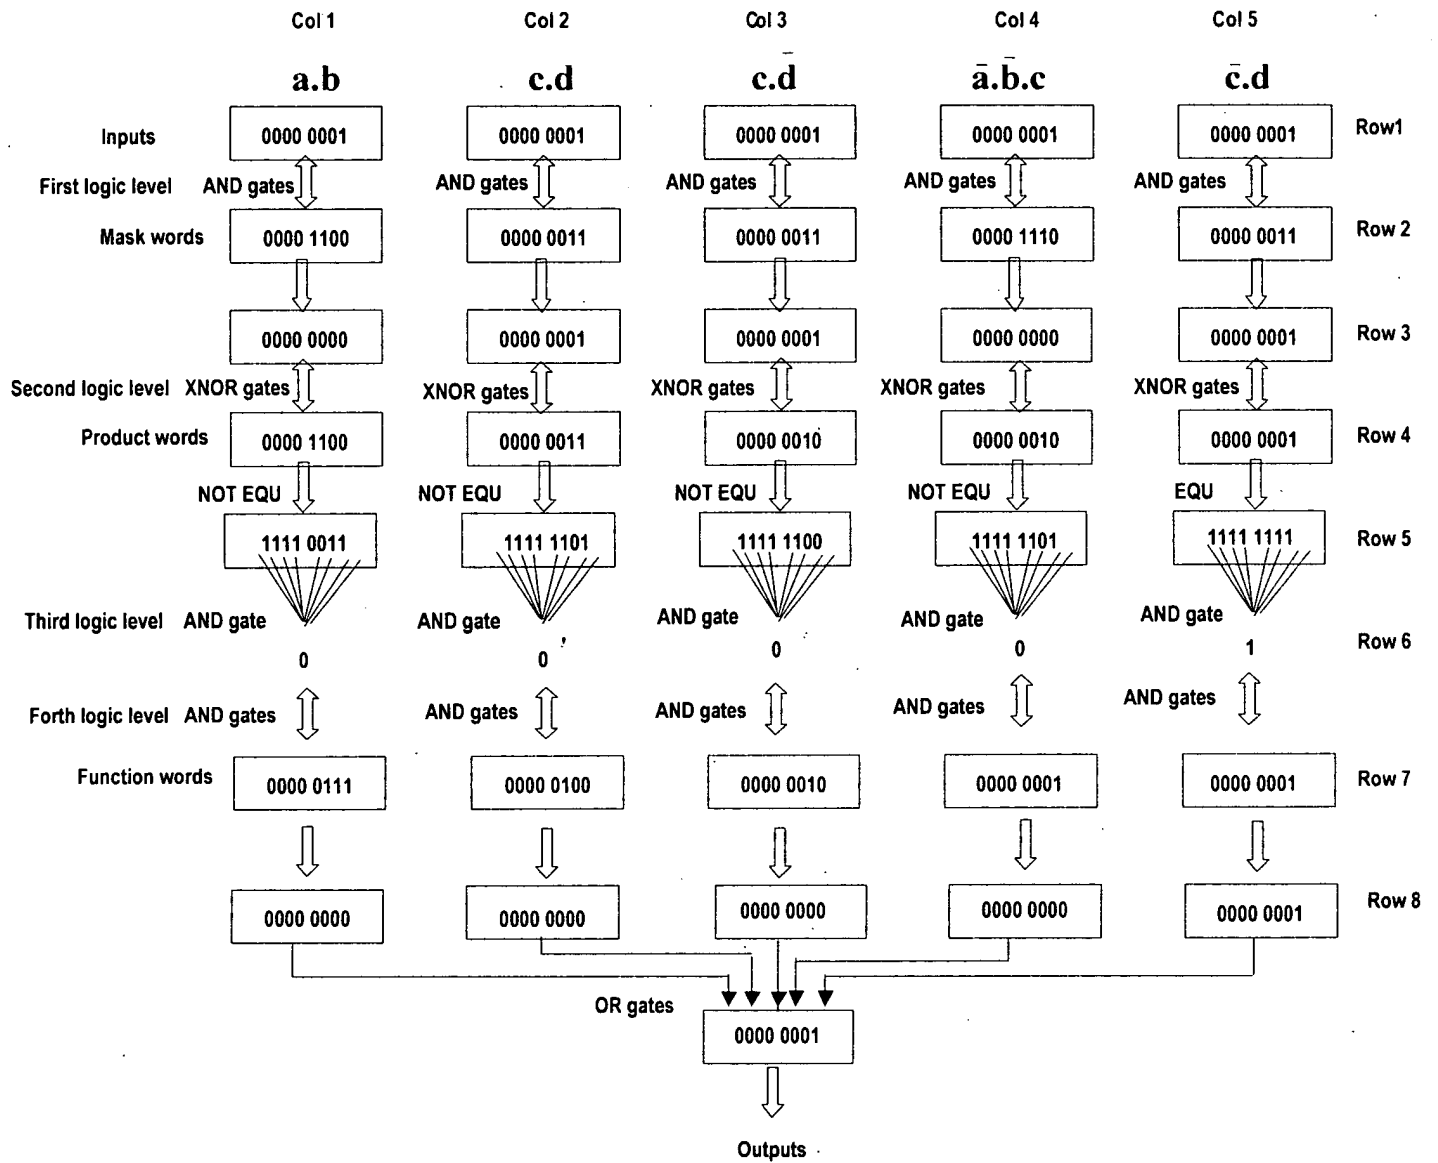 Col 1 Col 2 Col 3 Col 4 Col 5
a.b c.d c.d̄ ā.b̄.c c̄.d
Inputs 0000 0001 0000 0001 0000 0001 0000 0001 0000 0001 Row1
First logic level AND gates AND gates AND gates AND gates AND gates
Mask words 0000 1100 0000 0011 0000 0011 0000 1110 0000 0011 Row 2
0000 0000 0000 0001 0000 0001 0000 0000 0000 0001 Row 3
Second logic level XNOR gates XNOR gates XNOR gates XNOR gates XNOR gates
Product words 0000 1100 0000 0011 0000 0010 0000 0010 0000 0001 Row 4
NOT EQU NOT EQU NOT EQU NOT EQU EQU
1111 0011 1111 1101 1111 1100 1111 1101 1111 1111 Row 5
Third logic level AND gate AND gate AND gate AND gate AND gate
0 0 0 0 1 Row 6
Forth logic level AND gates AND gates AND gates AND gates AND gates
Function words 0000 0111 0000 0100 0000 0010 0000 0001 0000 0001 Row 7
0000 0000 0000 0000 0000 0000 0000 0000 0000 0001 Row 8
OR gates
0000 0001
Outputs